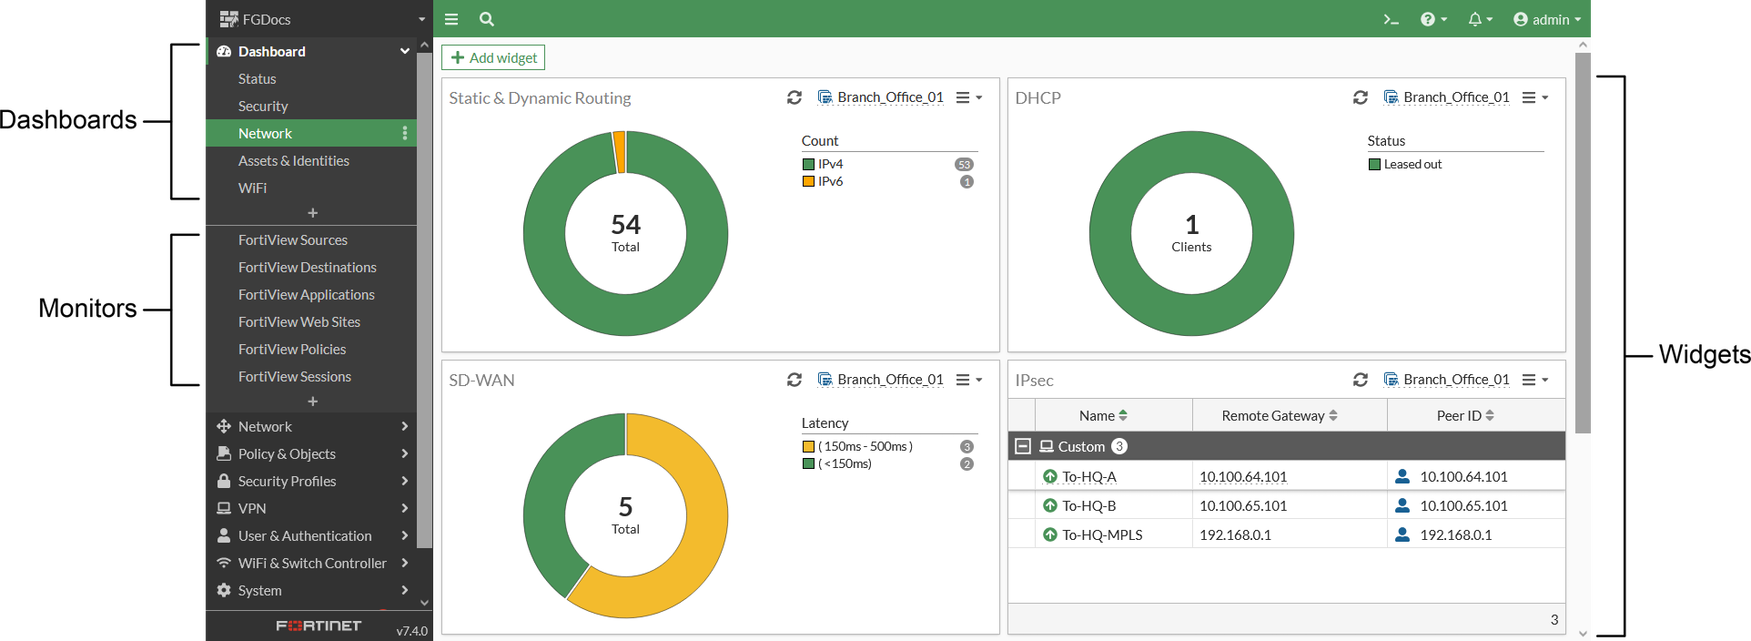 FGDocs
admin
Dashboard
Status
Security
Network
Assets & Identities
WiFi
FortiView Sources
FortiView Destinations
FortiView Applications
FortiView Web Sites
FortiView Policies
FortiView Sessions
Network
Policy & Objects
Security Profiles
VPN
User & Authentication
WiFi & Switch Controller
System
FORTINET
v7.4.0
Dashboards
Monitors
Add widget
Static & Dynamic Routing
Branch_Office_01
54
Total
Count
IPv4 53
IPv6 1
DHCP
Branch_Office_01
1
Clients
Status
Leased out
SD-WAN
Branch_Office_01
5
Total
Latency
( 150ms - 500ms ) 3
( <150ms) 2
IPsec
Branch_Office_01
Name Remote Gateway Peer ID
Custom 3
To-HQ-A 10.100.64.101 10.100.64.101
To-HQ-B 10.100.65.101 10.100.65.101
To-HQ-MPLS 192.168.0.1 192.168.0.1
3
Widgets